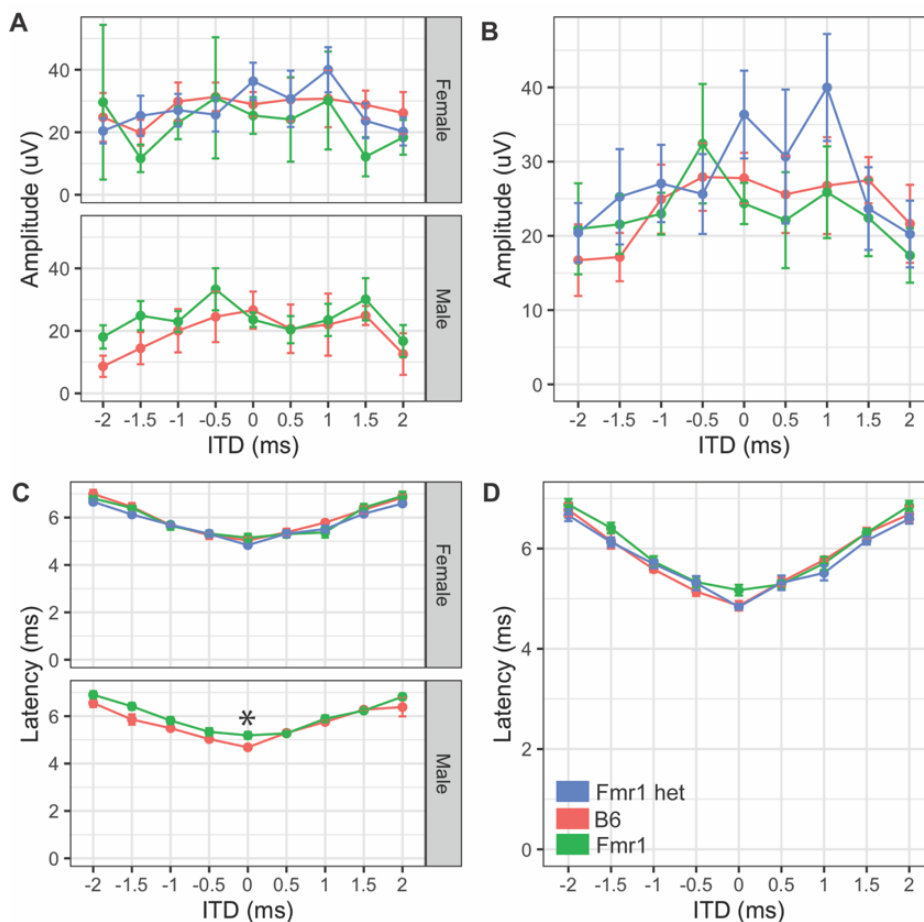 A
Amplitude (uV)
40
20
0
Female
40
20
0
Male
-2 -1.5 -1 -0.5 0 0.5 1 1.5 2
ITD (ms)
B
Amplitude (uV)
40
30
20
10
0
-2 -1.5 -1 -0.5 0 0.5 1 1.5 2
ITD (ms)
C
Latency (ms)
6
4
2
0
Female
*
6
4
2
0
Male
-2 -1.5 -1 -0.5 0 0.5 1 1.5 2
ITD (ms)
D
Latency (ms)
6
4
2
0
Fmr1 het
B6
Fmr1
-2 -1.5 -1 -0.5 0 0.5 1 1.5 2
ITD (ms)